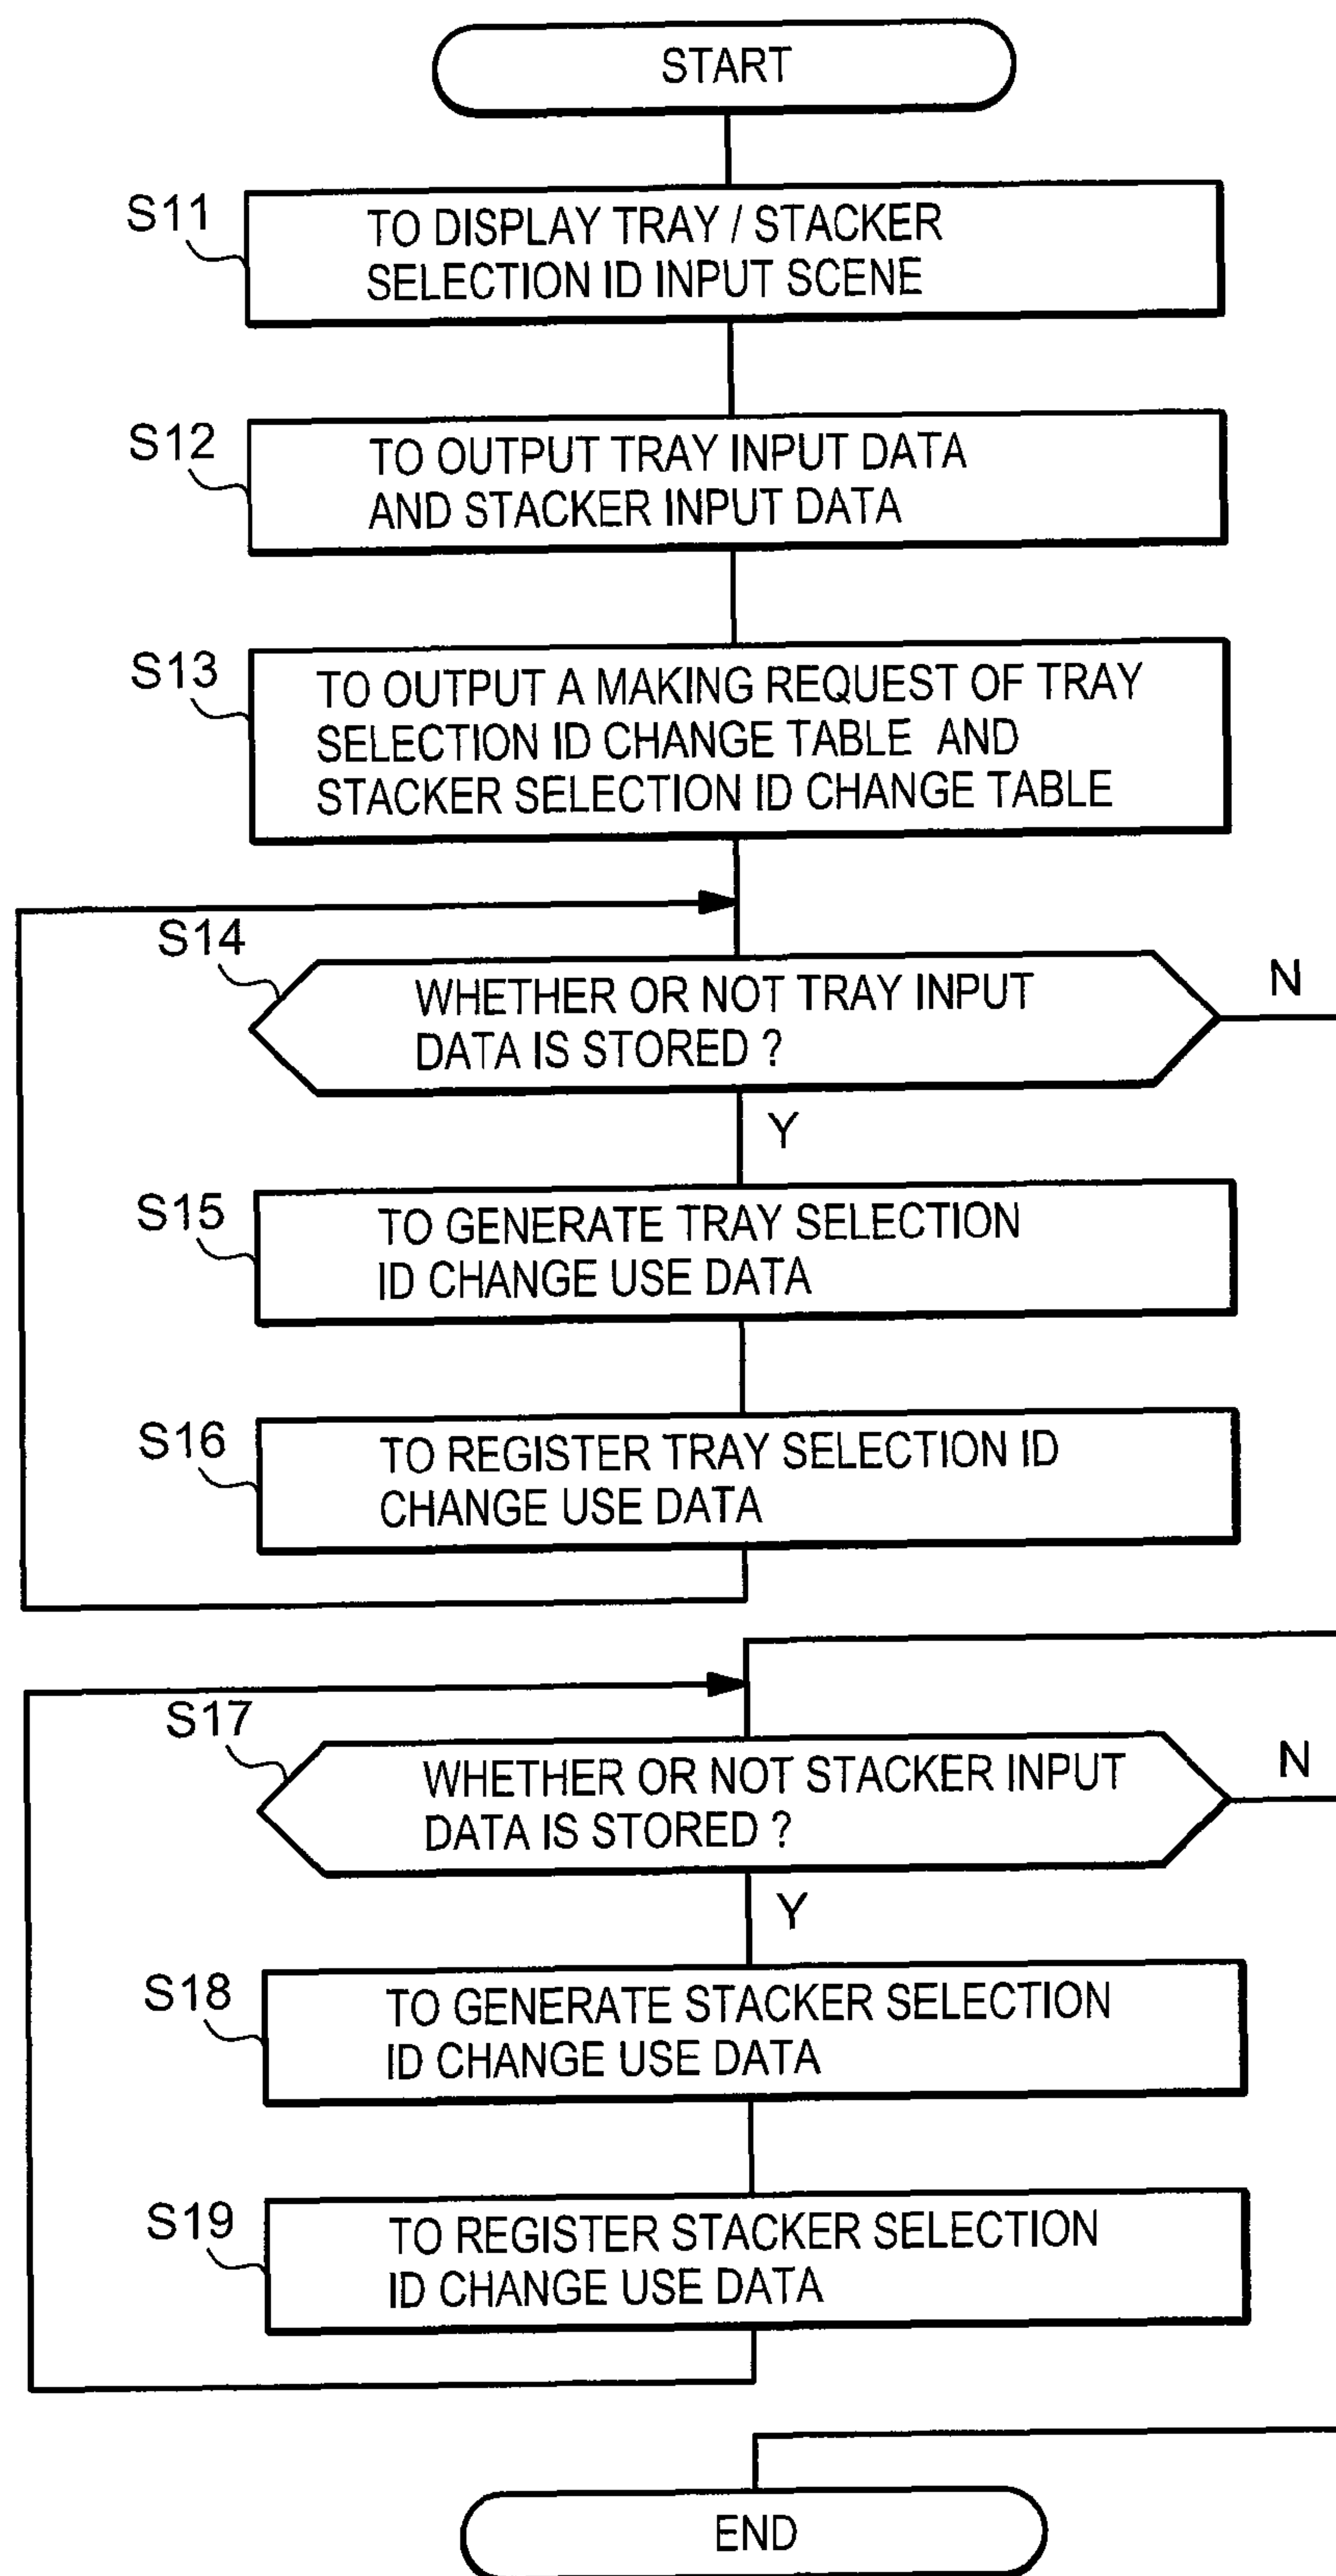 START
S11
TO DISPLAY TRAY / STACKER
SELECTION ID INPUT SCENE
S12
TO OUTPUT TRAY INPUT DATA
AND STACKER INPUT DATA
S13
TO OUTPUT A MAKING REQUEST OF TRAY
SELECTION ID CHANGE TABLE AND
STACKER SELECTION ID CHANGE TABLE
S14
WHETHER OR NOT TRAY INPUT
DATA IS STORED ?
N
Y
S15
TO GENERATE TRAY SELECTION
ID CHANGE USE DATA
S16
TO REGISTER TRAY SELECTION ID
CHANGE USE DATA
S17
WHETHER OR NOT STACKER INPUT
DATA IS STORED ?
N
Y
S18
TO GENERATE STACKER SELECTION
ID CHANGE USE DATA
S19
TO REGISTER STACKER SELECTION
ID CHANGE USE DATA
END